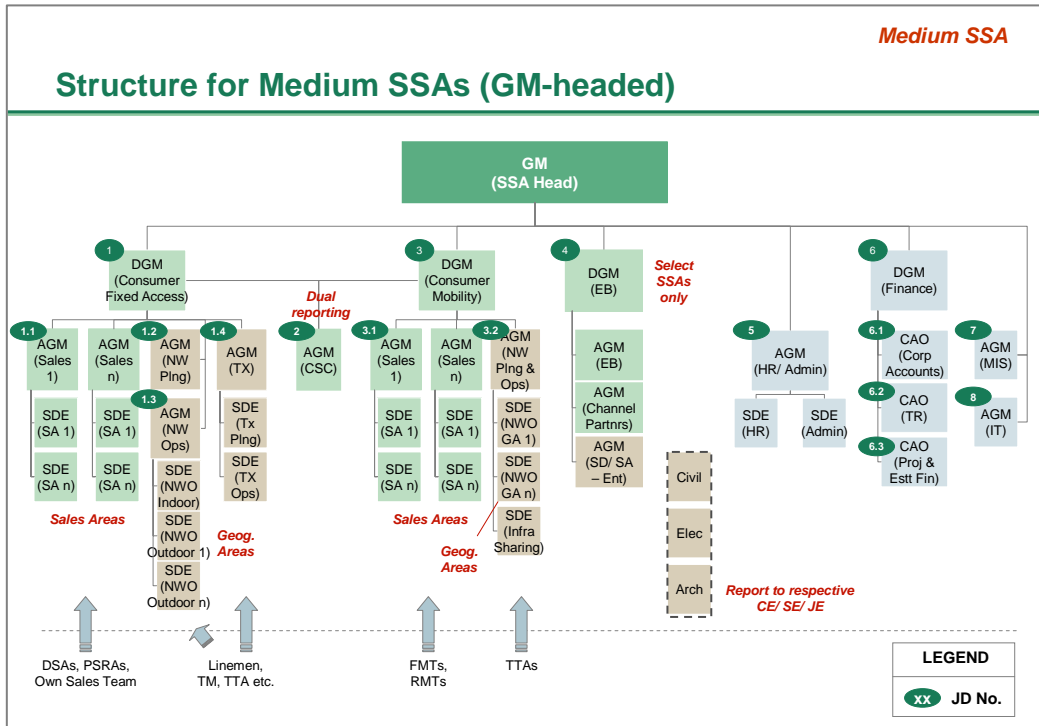 Medium SSA
Structure for Medium SSAs (GM-headed)
GM
(SSA Head)
1
DGM
(Consumer
Fixed Access)
3
DGM
(Consumer
Mobility)
4
DGM
(EB)
Select
SSAs
only
6
DGM
(Finance)
Dual
reporting
1.1
AGM
(Sales
1)
AGM
(Sales
n)
1.2
AGM
(NW
Plng)
1.4
AGM
(TX)
2
AGM
(CSC)
3.1
AGM
(Sales
1)
AGM
(Sales
n)
3.2
AGM
(NW
Plng &
Ops)
AGM
(EB)
5
AGM
(HR/ Admin)
6.1
CAO
(Corp
Accounts)
7
AGM
(MIS)
SDE
(SA 1)
SDE
(SA 1)
1.3
AGM
(NW
Ops)
SDE
(Tx
Plng)
SDE
(SA 1)
SDE
(SA 1)
SDE
(NWO
GA 1)
AGM
(Channel
Partnrs)
SDE
(HR)
SDE
(Admin)
6.2
CAO
(TR)
8
AGM
(IT)
SDE
(SA n)
SDE
(SA n)
SDE
(NWO
Indoor)
SDE
(TX
Ops)
SDE
(SA n)
SDE
(SA n)
SDE
(NWO
GA n)
AGM
(SD/ SA
– Ent)
6.3
CAO
(Proj &
Estt Fin)
Sales Areas
SDE
(NWO
Outdoor 1)
Geog.
Areas
Sales Areas
SDE
(Infra
Sharing)
Geog.
Areas
SDE
(NWO
Outdoor n)
Civil
Elec
Arch
Report to respective
CE/ SE/ JE
DSAs, PSRAs,
Own Sales Team
Linemen,
TM, TTA etc.
FMTs,
RMTs
TTAs
LEGEND
xx JD No.